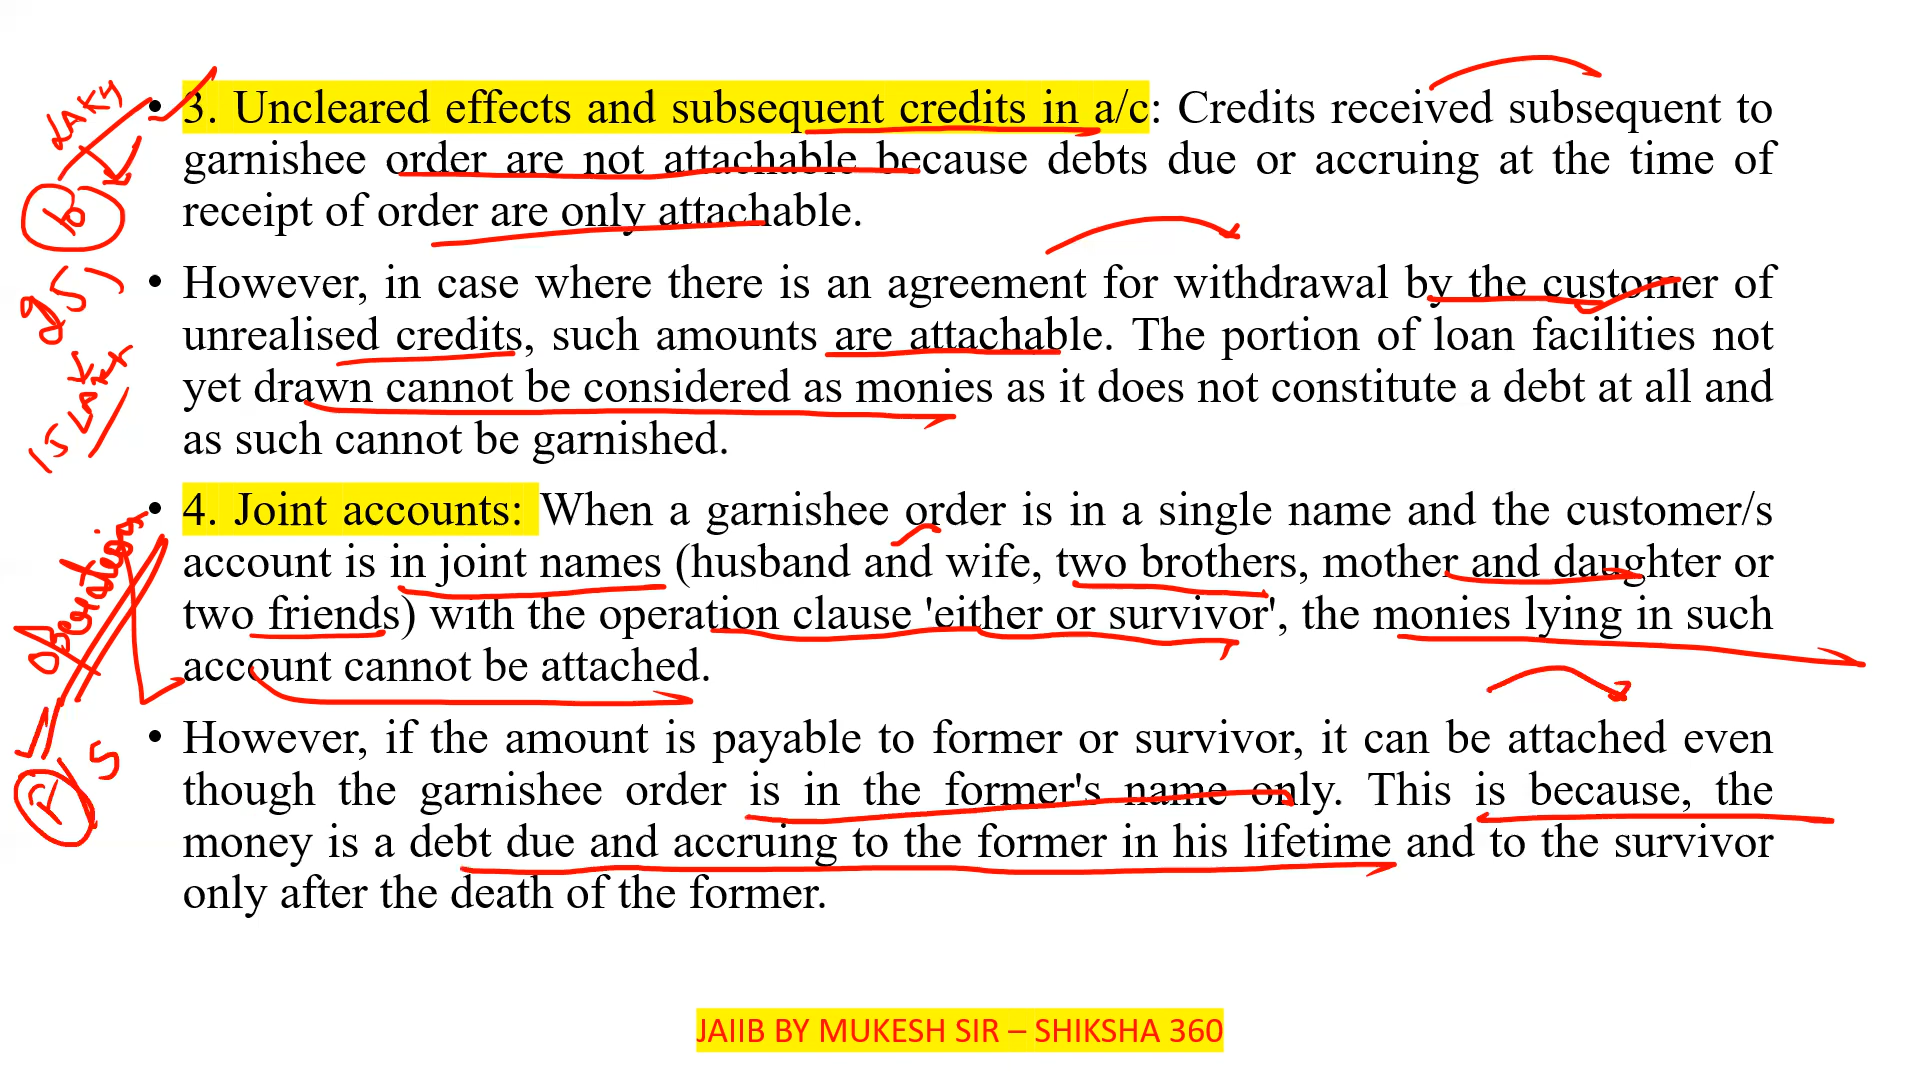 • 3. Uncleared effects and subsequent credits in a/c: Credits received subsequent to
garnishee order are not attachable because debts due or accruing at the time of
receipt of order are only attachable.
• However, in case where there is an agreement for withdrawal by the customer of
unrealised credits, such amounts are attachable. The portion of loan facilities not
yet drawn cannot be considered as monies as it does not constitute a debt at all and
as such cannot be garnished.
• 4. Joint accounts: When a garnishee order is in a single name and the customer/s
account is in joint names (husband and wife, two brothers, mother and daughter or
two friends) with the operation clause 'either or survivor', the monies lying in such
account cannot be attached.
• However, if the amount is payable to former or survivor, it can be attached even
though the garnishee order is in the former's name only. This is because, the
money is a debt due and accruing to the former in his lifetime and to the survivor
only after the death of the former.
15
JAIIB BY MUKESH SIR – SHIKSHA 360